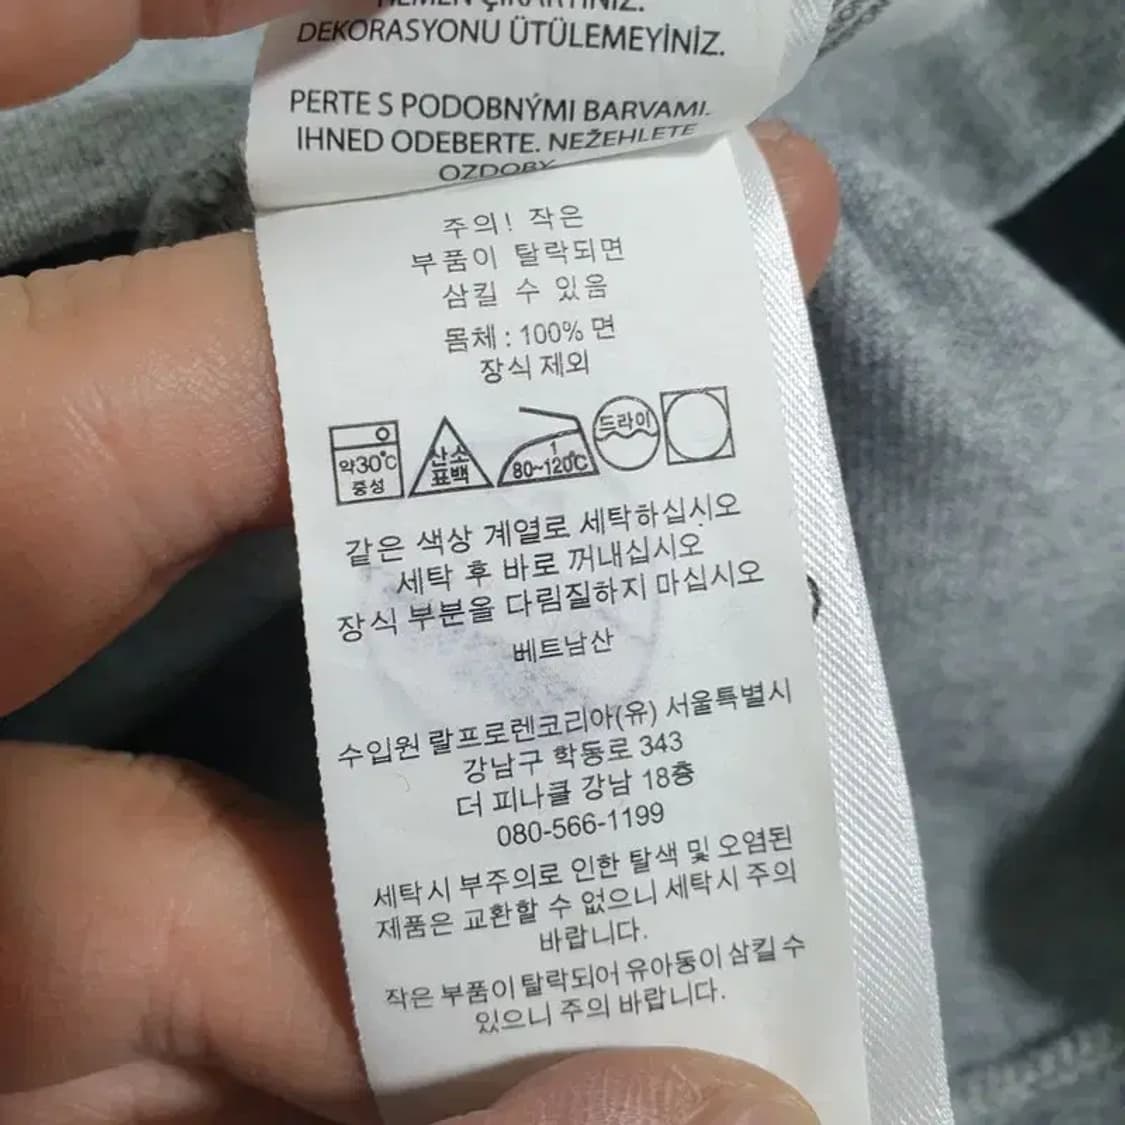 HEMEN ÇIKARTINIZ.
DEKORASYONU ÜTÜLEMEYİNİZ.
PERTE S PODOBNÝMI BARVAMI.
IHNED ODEBERTE. NEŽEHLETE
OZDOBY
주의! 작은
부품이 탈락되면
삼킬 수 있음
몸체 : 100% 면
장식 제외
약30℃
중성
산소
표백
1
80~120℃
드라이
같은 색상 계열로 세탁하십시오
세탁 후 바로 꺼내십시오
장식 부분을 다림질하지 마십시오
베트남산
수입원 랄프로렌코리아(유) 서울특별시
강남구 학동로 343
더 피나클 강남 18층
080-566-1199
세탁시 부주의로 인한 탈색 및 오염된
제품은 교환할 수 없으니 세탁시 주의
바랍니다.
작은 부품이 탈락되어 유아동이 삼킬 수
있으니 주의 바랍니다.